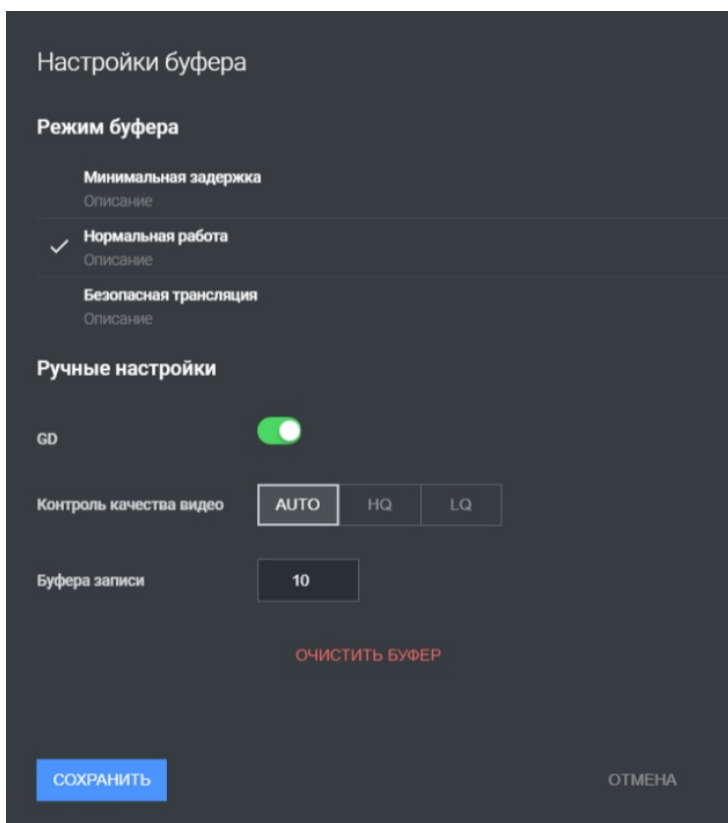 Настройки буфера
Режим буфера
Минимальная задержка
Описание
Нормальная работа
Описание
Безопасная трансляция
Описание
Ручные настройки
GD
Контроль качества видео AUTO HQ LQ
Буфера записи 10
ОЧИСТИТЬ БУФЕР
СОХРАНИТЬ ОТМЕНА